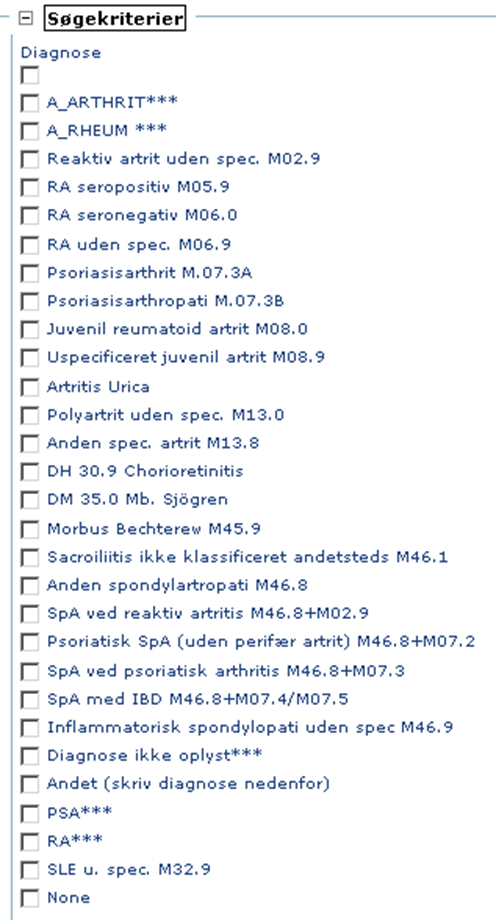 Søgekriterier
Diagnose
A_ARTHRIT***
A_RHEUM ***
Reaktiv artrit uden spec. M02.9
RA seropositiv M05.9
RA seronegativ M06.0
RA uden spec. M06.9
Psoriasisarthrit M.07.3A
Psoriasisarthropati M.07.3B
Juvenil reumatoid artrit M08.0
Uspecificeret juvenil artrit M08.9
Artritis Urica
Polyartrit uden spec. M13.0
Anden spec. artrit M13.8
DH 30.9 Chorioretinitis
DM 35.0 Mb. Sjögren
Morbus Bechterew M45.9
Sacroiliitis ikke klassificeret andetsteds M46.1
Anden spondylartropati M46.8
SpA ved reaktiv artritis M46.8+M02.9
Psoriatisk SpA (uden perifær artrit) M46.8+M07.2
SpA ved psoriatisk arthritis M46.8+M07.3
SpA med IBD M46.8+M07.4/M07.5
Inflammatorisk spondylopati uden spec M46.9
Diagnose ikke oplyst***
Andet (skriv diagnose nedenfor)
PSA***
RA***
SLE u. spec. M32.9
None